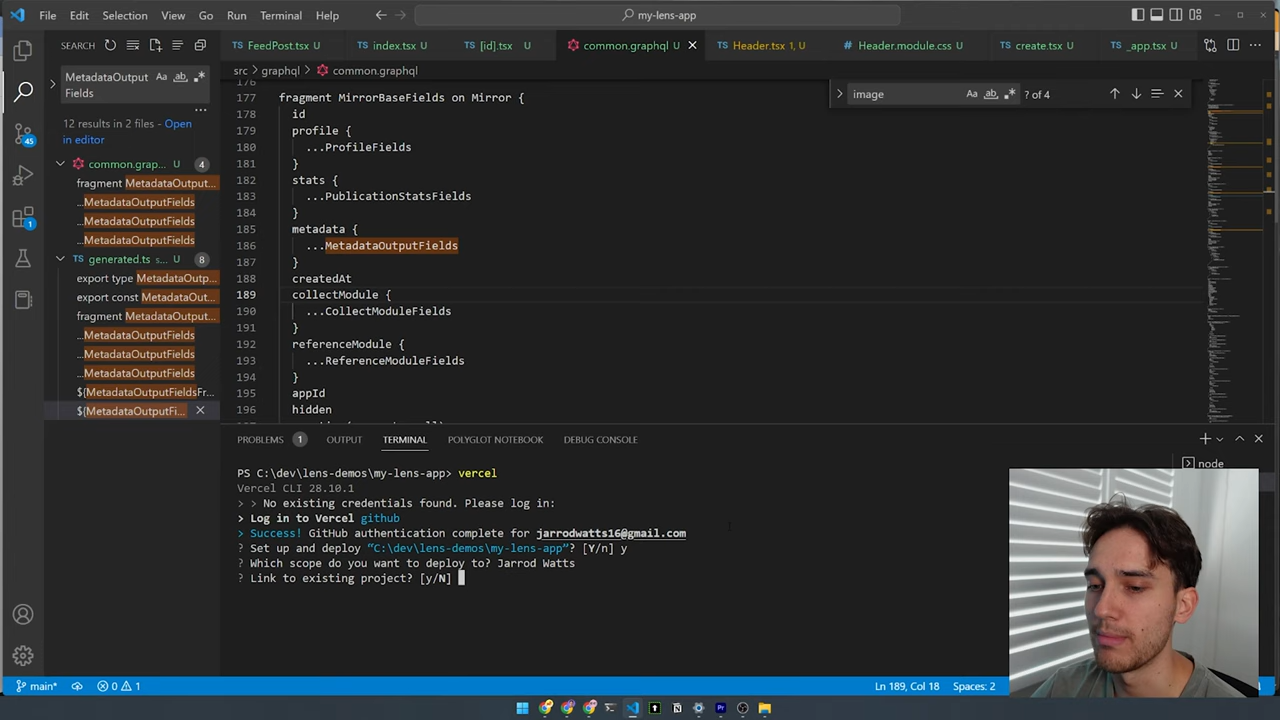 File Edit Selection View Go Run Terminal Help
my-lens-app
SEARCH
FeedPost.tsx U
index.tsx U
[id].tsx U
common.graphql U
Header.tsx 1, U
Header.module.css U
create.tsx U
_app.tsx U
MetadataOutput
Fields
Aa ab
src > graphql > common.graphql
image
Aa ab
? of 4
12 results in 2 files - Open
in editor
common.grap... U 4
fragment MetadataOutput...
...MetadataOutputFields
...MetadataOutputFields
...MetadataOutputFields
generated.ts s... U 8
export type MetadataOutp...
export const MetadataOut...
fragment MetadataOutput...
...MetadataOutputFields
...MetadataOutputFields
...MetadataOutputFields
${MetadataOutputFieldsFr...
${MetadataOutputFi...
45
1
176
177 fragment MirrorBaseFields on Mirror {
178 id
179 profile {
180 ...ProfileFields
181 }
182 stats {
183 ...PublicationStatsFields
184 }
185 metadata {
186 ...MetadataOutputFields
187 }
188 createdAt
189 collectModule {
190 ...CollectModuleFields
191 }
192 referenceModule {
193 ...ReferenceModuleFields
194 }
195 appId
196 hidden
PROBLEMS 1 OUTPUT TERMINAL POLYGLOT NOTEBOOK DEBUG CONSOLE
node
PS C:\dev\lens-demos\my-lens-app> vercel
Vercel CLI 28.10.1
> > No existing credentials found. Please log in:
> Log in to Vercel github
> Success! GitHub authentication complete for jarrodwatts16@gmail.com
? Set up and deploy “C:\dev\lens-demos\my-lens-app”? [Y/n] y
? Which scope do you want to deploy to? Jarrod Watts
? Link to existing project? [y/N]
main* 0 1
Ln 189, Col 18 Spaces: 2